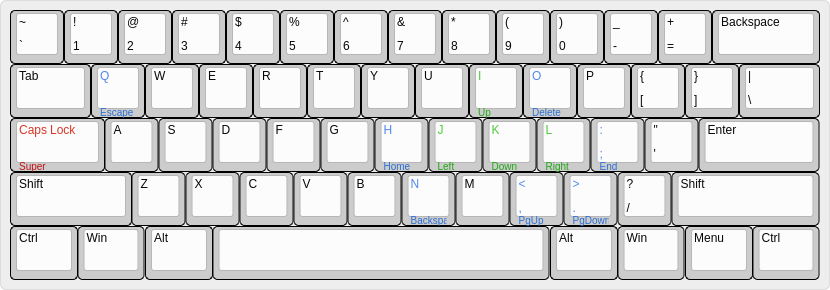 ~ ! @ # $ % ^ & * ( ) _ + Backspace
` 1 2 3 4 5 6 7 8 9 0 - =
Tab Q W E R T Y U I O P { } |
[ ] \
Escape Up Delete
Caps Lock A S D F G H J K L : " Enter
; '
Super Home Left Down Right End
Shift Z X C V B N M < > ? Shift
, . /
Backspa PgUp PgDown
Ctrl Win Alt Alt Win Menu Ctrl